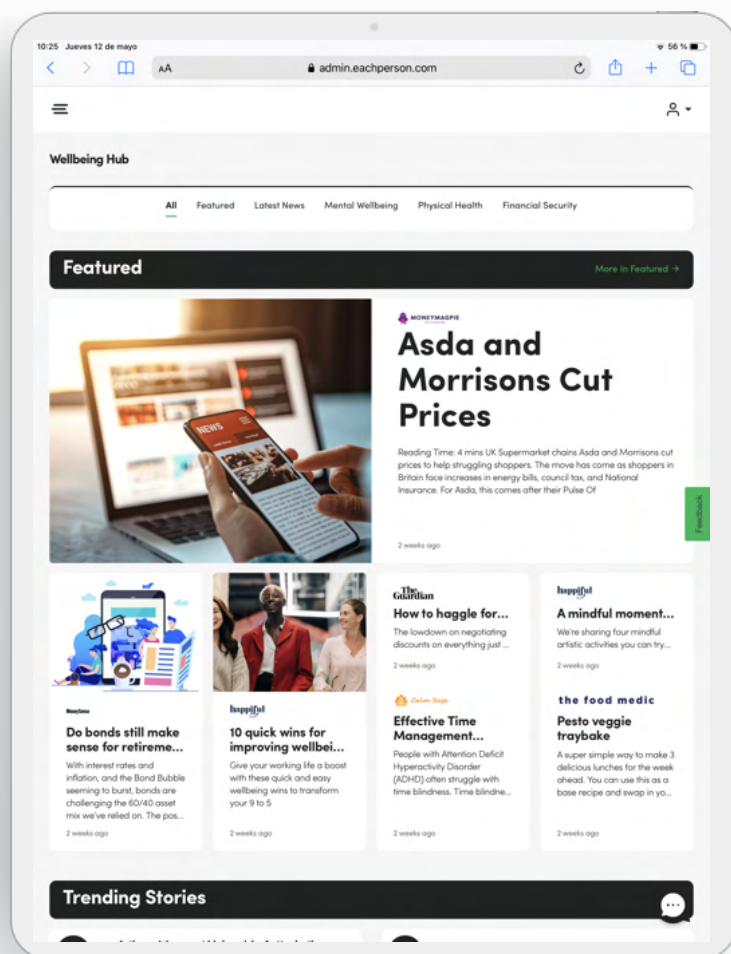 10:25 Jueves 12 de mayo
56 %
AA
admin.eachperson.com
Wellbeing Hub
All Featured Latest News Mental Wellbeing Physical Health Financial Security
Featured
More In Featured →
NEWS
MONEYMAGPIE
Asda and
Morrisons Cut
Prices
Reading Time: 4 mins UK Supermarket chains Asda and Morrisons cut
prices to help struggling shoppers. The move has come as shoppers in
Britain face increases in energy bills, council tax, and National
Insurance. For Asda, this comes after their Pulse Of
2 weeks ago
Feedback
Do bonds still make
sense for retireme...
With interest rates and
inflation, and the Bond Bubble
seeming to burst, bonds are
challenging the 60/40 asset
mix we've relied on. The pos...
2 weeks ago
happiful
10 quick wins for
improving wellbei...
Give your working life a boost
with these quick and easy
wellbeing wins to transform
your 9 to 5
2 weeks ago
The
Guardian
How to haggle for...
The lowdown on negotiating
discounts on everything just ...
2 weeks ago
Calm Sage
Effective Time
Management...
People with Attention Deficit
Hyperactivity Disorder
(ADHD) often struggle with
time blindness. Time blindne...
2 weeks ago
happiful
A mindful moment...
We're sharing four mindful
artistic activities you can try...
2 weeks ago
the food medic
Pesto veggie
traybake
A super simple way to make 3
delicious lunches for the week
ahead. You can use this as a
base recipe and swap in yo...
2 weeks ago
Trending Stories